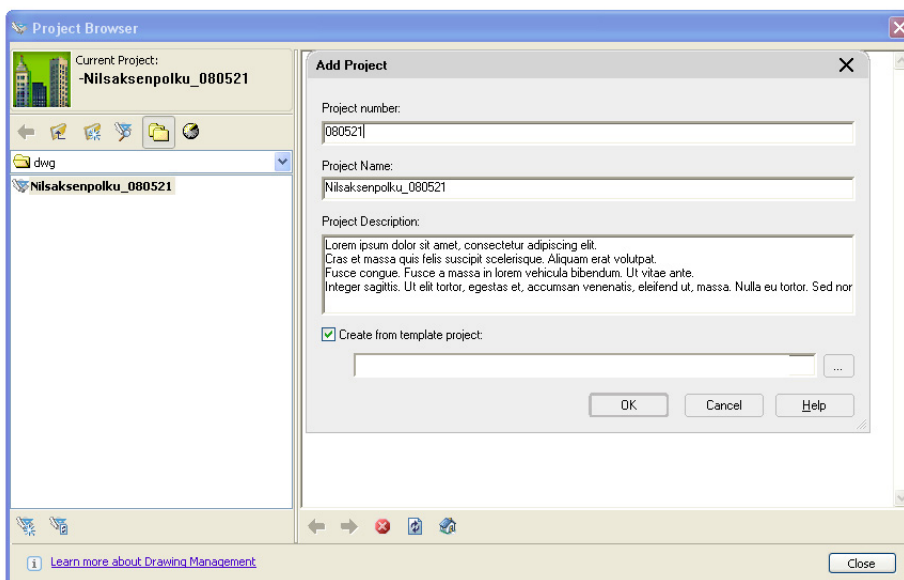 Project Browser
Current Project:
-Nilsaksenpolku_080521
dwg
Nilsaksenpolku_080521
Add Project
Project number:
080521
Project Name:
Nilsaksenpolku_080521
Project Description:
Lorem ipsum dolor sit amet, consectetur adipiscing elit.
Cras et massa quis felis suscipit scelerisque. Aliquam erat volutpat.
Fusce congue. Fusce a massa in lorem vehicula bibendum. Ut vitae ante.
Integer sagittis. Ut elit tortor, egestas et, accumsan venenatis, eleifend ut, massa. Nulla eu tortor. Sed nor
Create from template project:
...
OK Cancel Help
Learn more about Drawing Management
Close